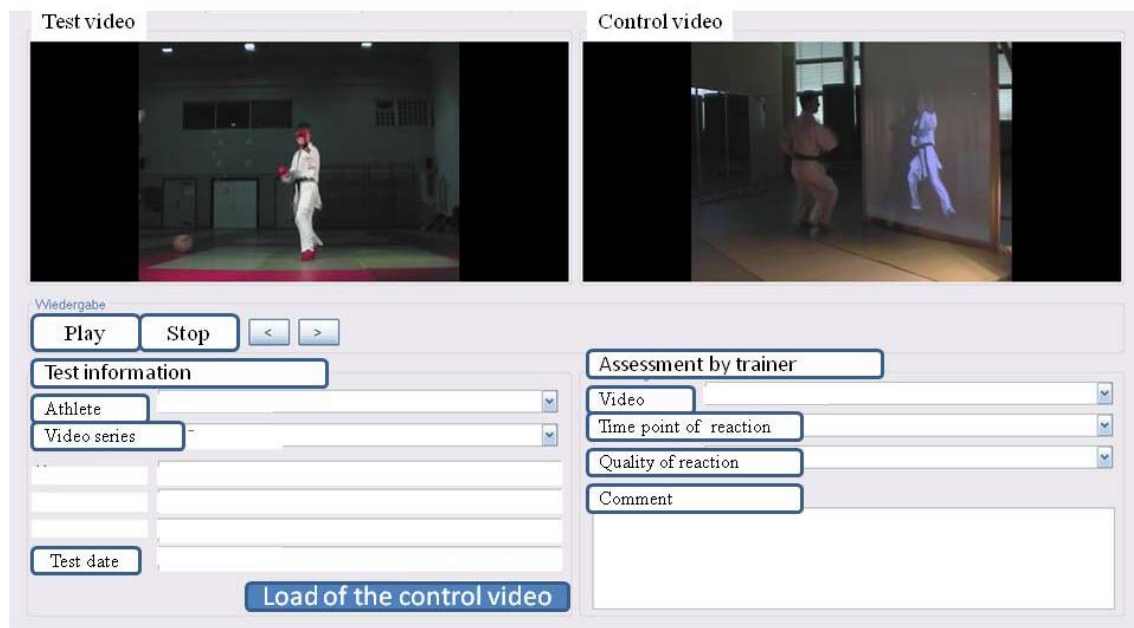 Test video
Control video
Wiedergabe
Play
Stop
<
>
Test information
Athlete
Video series
Test date
Load of the control video
Assessment by trainer
Video
Time point of reaction
Quality of reaction
Comment